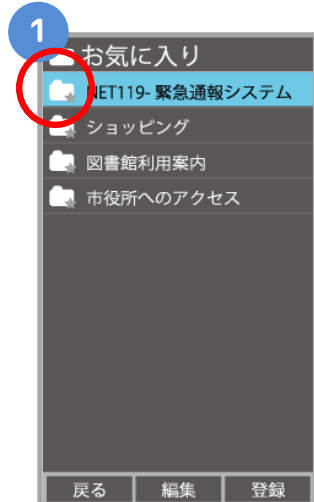 1
お気に入り
NET119- 緊急通報システム
ショッピング
図書館利用案内
市役所へのアクセス
戻る 編集 登録